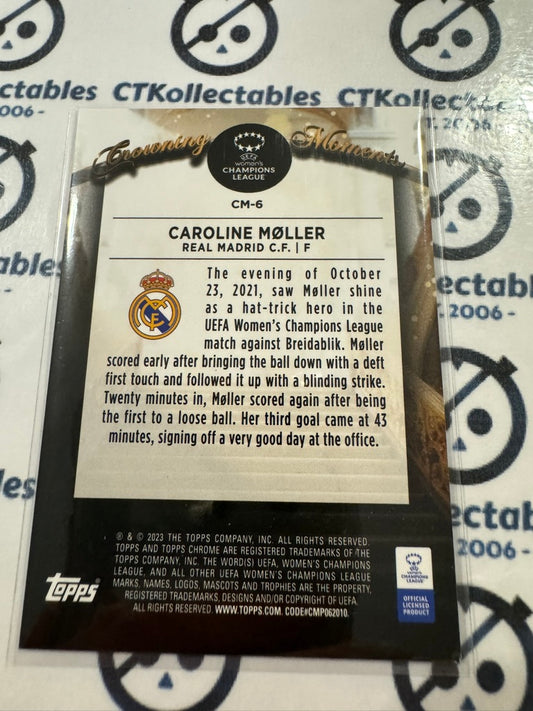 CTKollectables CTKollec
2006 -
Crowning Moments
UEFA
women's
CHAMPIONS
LEAGUE
CM-6
CAROLINE MØLLER
REAL MADRID C.F. | F
The evening of October
23, 2021, saw Møller shine
as a hat-trick hero in the
UEFA Women's Champions League
match against Breidablik. Møller
scored early after bringing the ball down with a deft
first touch and followed it up with a blinding strike.
Twenty minutes in, Møller scored again after being
the first to a loose ball. Her third goal came at 43
minutes, signing off a very good day at the office.
® & © 2023 THE TOPPS COMPANY, INC. ALL RIGHTS RESERVED.
TOPPS AND TOPPS CHROME ARE REGISTERED TRADEMARKS OF THE
TOPPS COMPANY, INC. THE WORD(S) UEFA, WOMEN'S CHAMPIONS
LEAGUE, AND ALL OTHER UEFA WOMEN'S CHAMPIONS LEAGUE
MARKS, NAMES, LOGOS, MASCOTS AND TROPHIES ARE THE PROPERTY,
REGISTERED TRADEMARKS, DESIGNS AND/OR COPYRIGHT OF UEFA.
ALL RIGHTS RESERVED. WWW.TOPPS.COM. CODE#CMP062010.
Topps
women's
CHAMPIONS
LEAGUE
OFFICIAL
LICENSED
PRODUCT
ectab
2006 -
les
ectab
2006 -